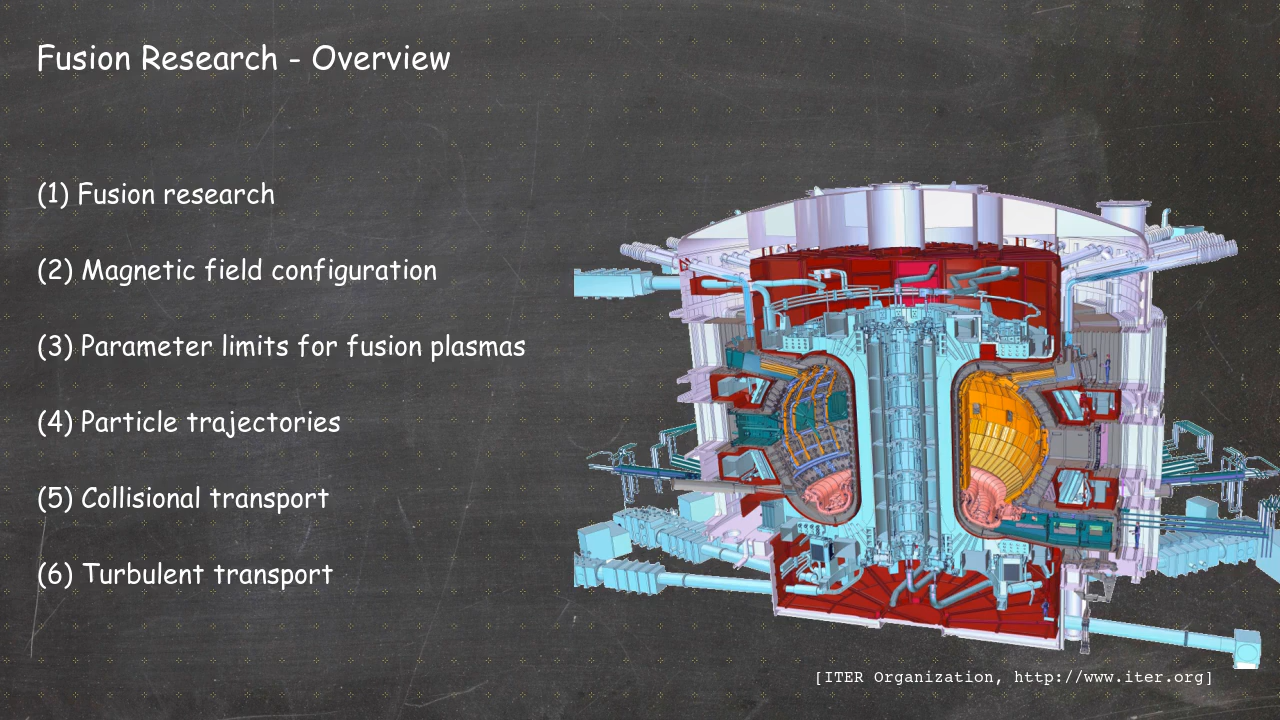 Fusion Research - Overview
(1) Fusion research
(2) Magnetic field configuration
(3) Parameter limits for fusion plasmas
(4) Particle trajectories
(5) Collisional transport
(6) Turbulent transport
[ITER Organization, http://www.iter.org]